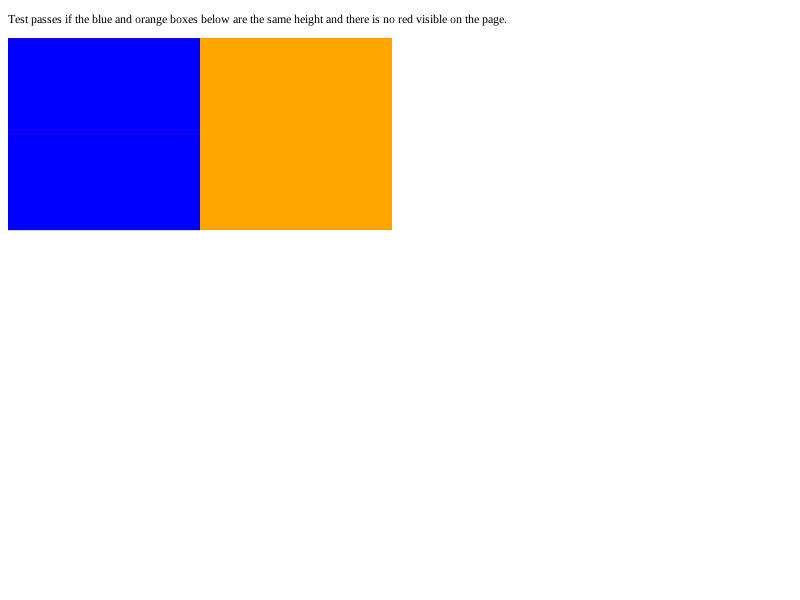 Test passes if the blue and orange boxes below are the same height and there is no red visible on the page.